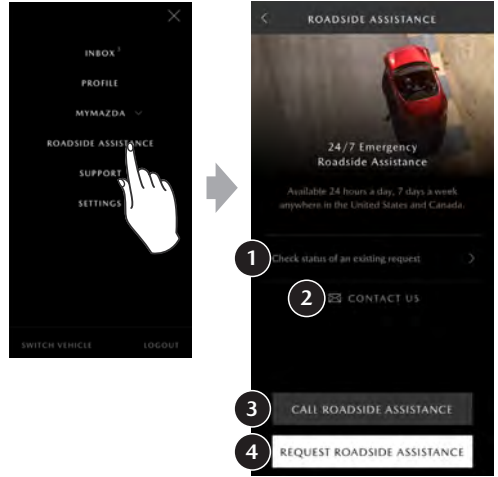 INBOX 3
PROFILE
MYMAZDA
ROADSIDE ASSISTANCE
SUPPORT
SETTINGS
SWITCH VEHICLE LOGOUT
ROADSIDE ASSISTANCE
24/7 Emergency
Roadside Assistance
Available 24 hours a day, 7 days a week
anywhere in the United States and Canada.
1 Check status of an existing request
2 CONTACT US
3 CALL ROADSIDE ASSISTANCE
4 REQUEST ROADSIDE ASSISTANCE